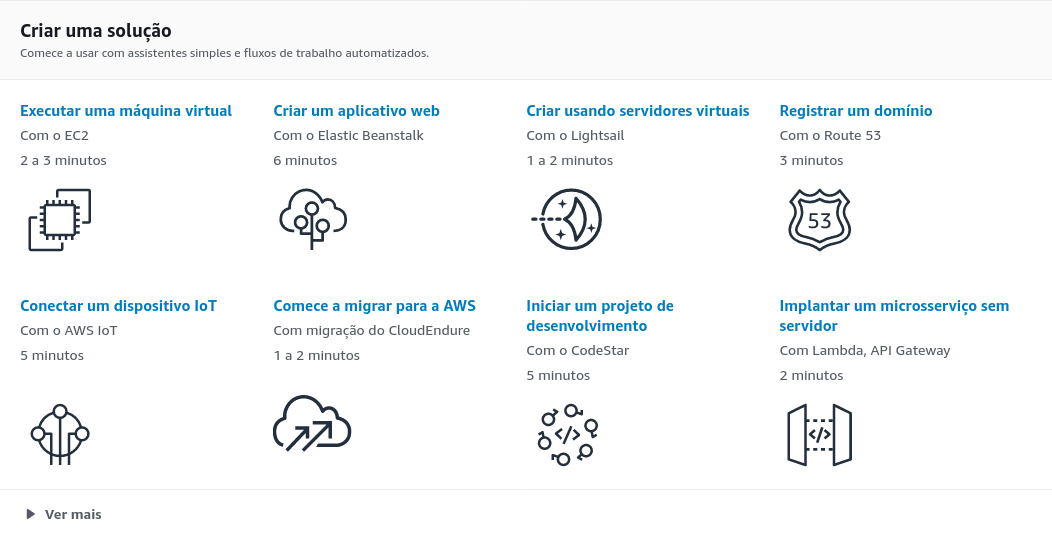 Criar uma solução
Comece a usar com assistentes simples e fluxos de trabalho automatizados.
Executar uma máquina virtual
Com o EC2
2 a 3 minutos
Criar um aplicativo web
Com o Elastic Beanstalk
6 minutos
Criar usando servidores virtuais
Com o Lightsail
1 a 2 minutos
Registrar um domínio
Com o Route 53
3 minutos
53
Conectar um dispositivo IoT
Com o AWS IoT
5 minutos
Comece a migrar para a AWS
Com migração do CloudEndure
1 a 2 minutos
Iniciar um projeto de
desenvolvimento
Com o CodeStar
5 minutos
</>
Implantar um microsserviço sem
servidor
Com Lambda, API Gateway
2 minutos
</>
Ver mais